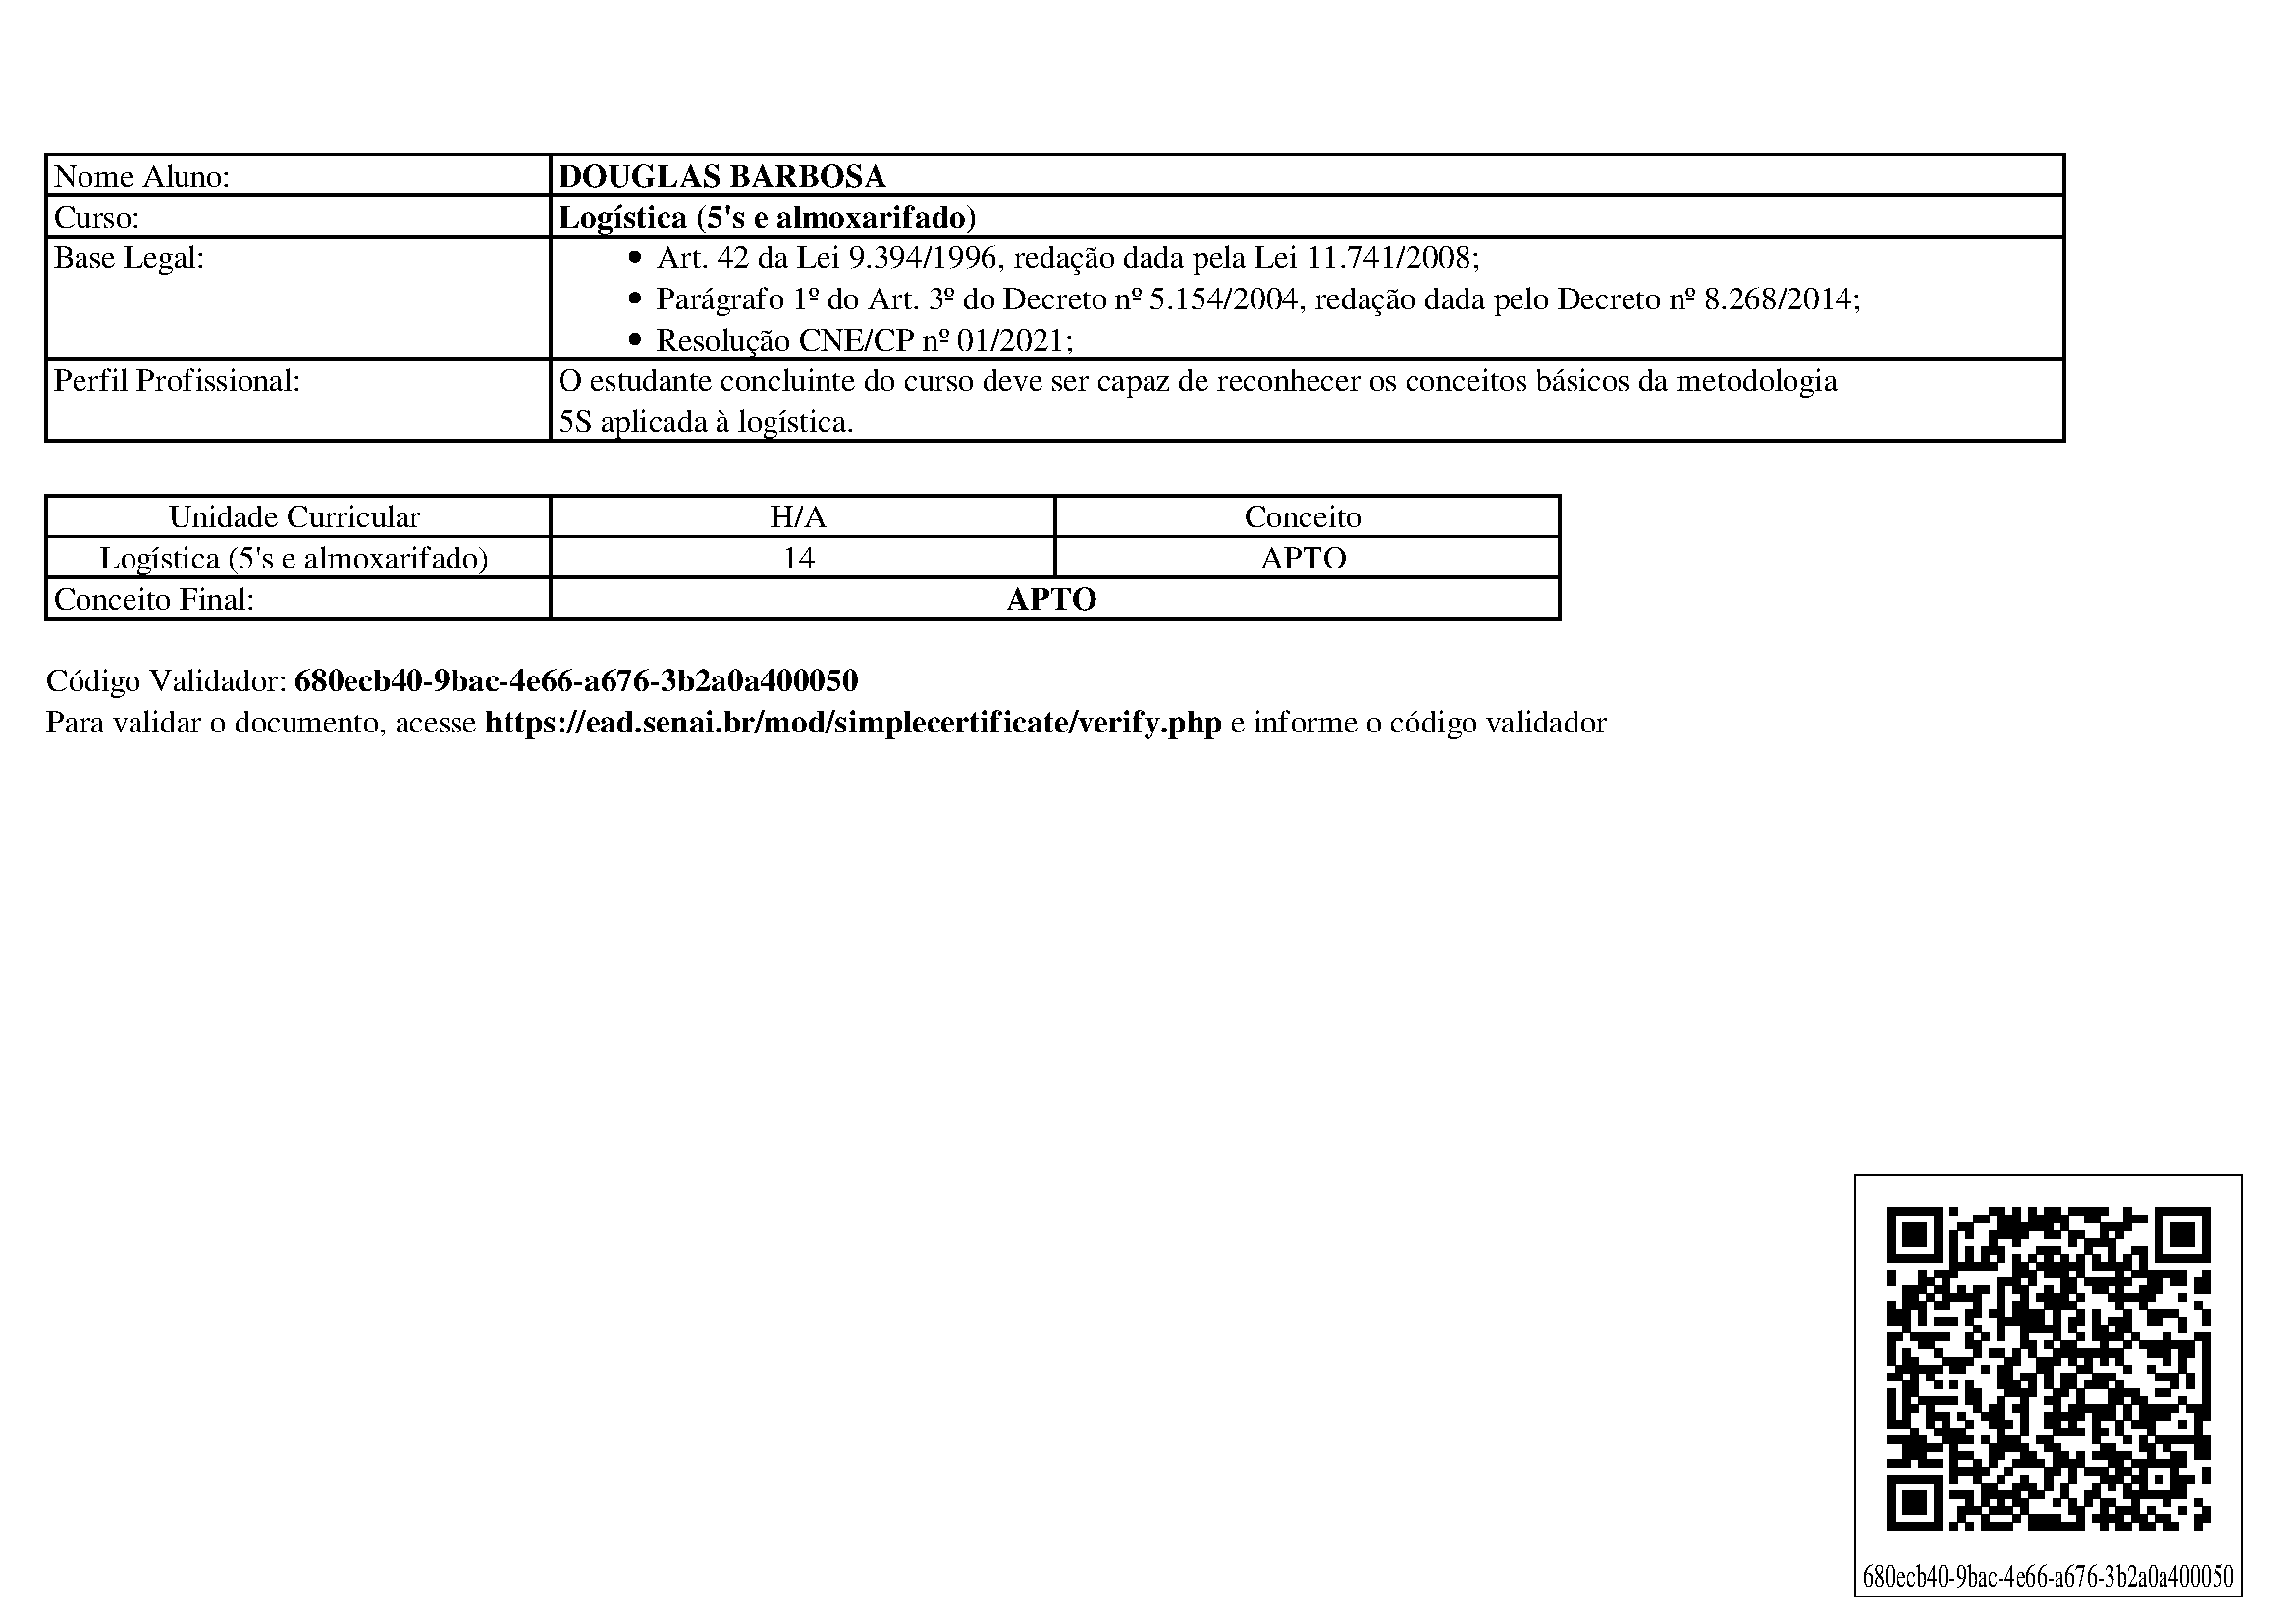 Nome Aluno: DOUGLAS BARBOSA
Curso: Logística (5's e almoxarifado)
Base Legal: • Art. 42 da Lei 9.394/1996, redação dada pela Lei 11.741/2008;
• Parágrafo 1º do Art. 3º do Decreto nº 5.154/2004, redação dada pelo Decreto nº 8.268/2014;
• Resolução CNE/CP nº 01/2021;
Perfil Profissional: O estudante concluinte do curso deve ser capaz de reconhecer os conceitos básicos da metodologia
5S aplicada à logística.
Unidade Curricular H/A Conceito
Logística (5's e almoxarifado) 14 APTO
Conceito Final: APTO
Código Validador: 680ecb40-9bac-4e66-a676-3b2a0a400050
Para validar o documento, acesse https://ead.senai.br/mod/simplecertificate/verify.php e informe o código validador
680ecb40-9bac-4e66-a676-3b2a0a400050